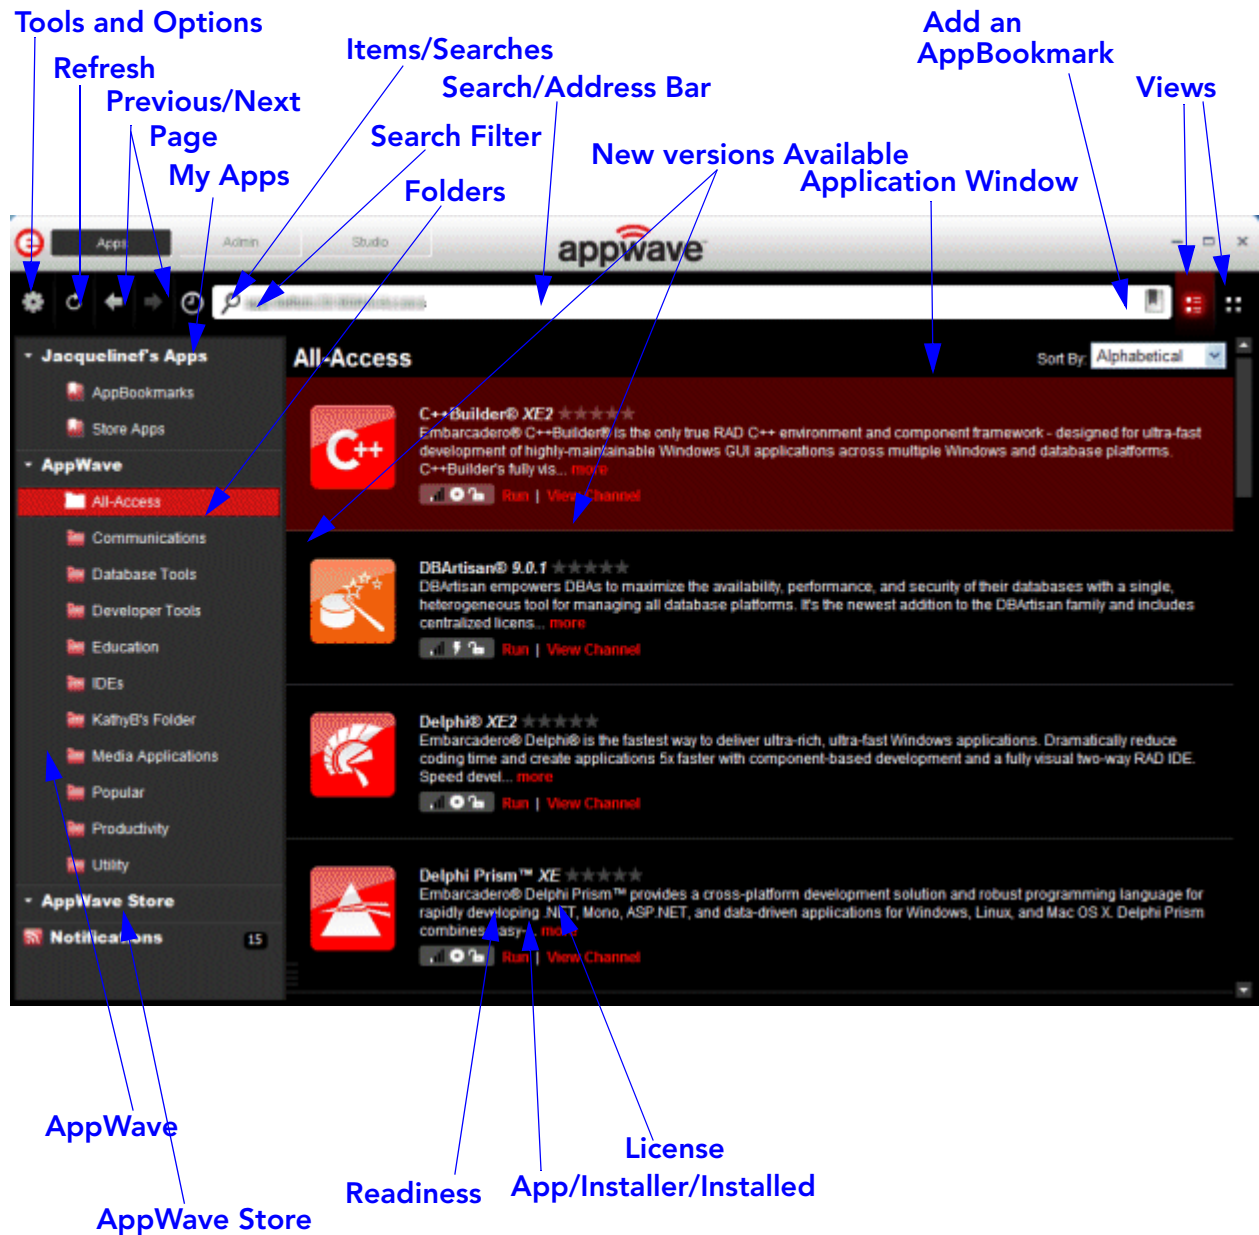 Tools and Options
Items/Searches
Add an
AppBookmark
Refresh
Search/Address Bar
Views
Previous/Next
Page
Search Filter
New versions Available
My Apps
Folders
Application Window
Apps
Admin
Studio
appwave
Jacquelinef's Apps
AppBookmarks
Store Apps
AppWave
All-Access
Communications
Database Tools
Developer Tools
Education
IDEs
KathyB's Folder
Media Applications
Popular
Productivity
Utility
AppWave Store
Notifications 15
All-Access
Sort By: Alphabetical
C++Builder® XE2
Embarcadero® C++Builder® is the only true RAD C++ environment and component framework - designed for ultra-fast
development of highly-maintainable Windows GUI applications across multiple Windows and database platforms.
C++Builder's fully vis... more
Run | View Channel
DBArtisan® 9.0.1
DBArtisan empowers DBAs to maximize the availability, performance, and security of their databases with a single,
heterogeneous tool for managing all database platforms. It's the newest addition to the DBArtisan family and includes
centralized licens... more
Run | View Channel
Delphi® XE2
Embarcadero® Delphi® is the fastest way to deliver ultra-rich, ultra-fast Windows applications. Dramatically reduce
coding time and create applications 5x faster with component-based development and a fully visual two-way RAD IDE.
Speed devel... more
Run | View Channel
Delphi Prism™ XE
Embarcadero® Delphi Prism™ provides a cross-platform development solution and robust programming language for
rapidly developing .NET, Mono, ASP.NET, and data-driven applications for Windows, Linux, and Mac OS X. Delphi Prism
combines easy-... more
Run | View Channel
C++
AppWave
License
Readiness
App/Installer/Installed
AppWave Store